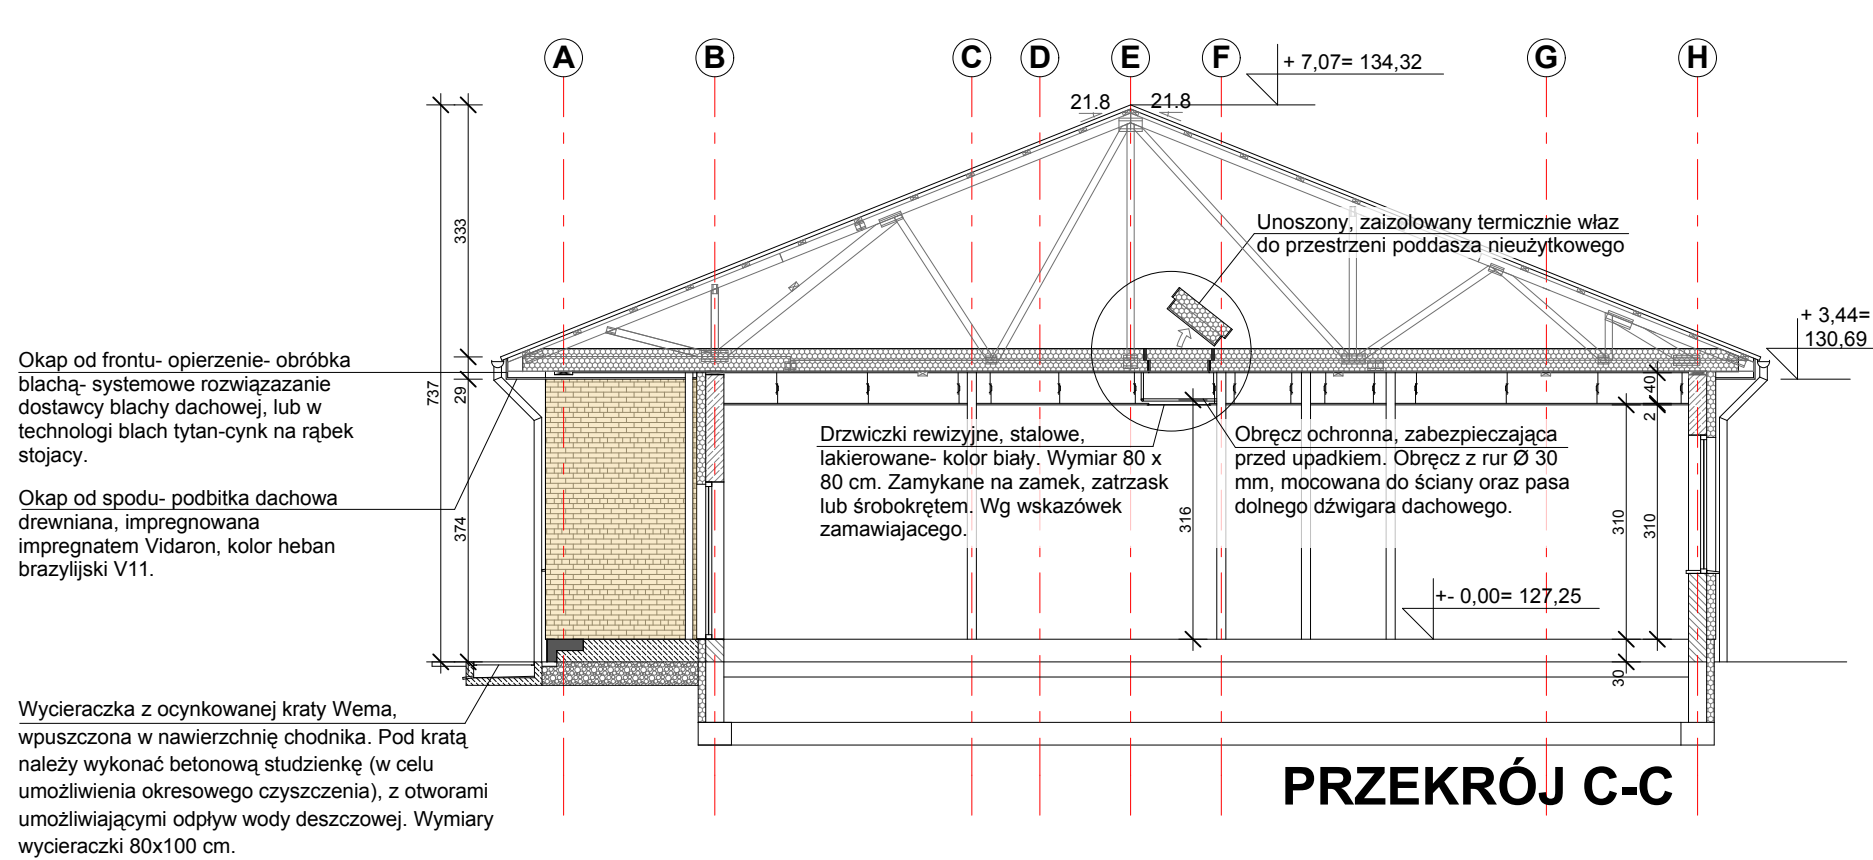 A B C D E F G H
+ 7,07= 134,32
21.8 21.8
Unoszony, zaizolowany termicznie właz
do przestrzeni poddasza nieużytkowego
+ 3,44=
130,69
333
737
29
374
Okap od frontu- opierzenie- obróbka
blachą- systemowe rozwiązazanie
dostawcy blachy dachowej, lub w
technologi blach tytan-cynk na rąbek
stojacy.
Okap od spodu- podbitka dachowa
drewniana, impregnowana
impregnatem Vidaron, kolor heban
brazylijski V11.
Drzwiczki rewizyjne, stalowe,
lakierowane- kolor biały. Wymiar 80 x
80 cm. Zamykane na zamek, zatrzask
lub śrobokrętem. Wg wskazówek
zamawiajacego.
316
Obręcz ochronna, zabezpieczająca
przed upadkiem. Obręcz z rur Ø 30
mm, mocowana do ściany oraz pasa
dolnego dźwigara dachowego.
40
2
310
310
30
+- 0,00= 127,25
Wycieraczka z ocynkowanej kraty Wema,
wpuszczona w nawierzchnię chodnika. Pod kratą
należy wykonać betonową studzienkę (w celu
umożliwienia okresowego czyszczenia), z otworami
umożliwiającymi odpływ wody deszczowej. Wymiary
wycieraczki 80x100 cm.
PRZEKRÓJ C-C